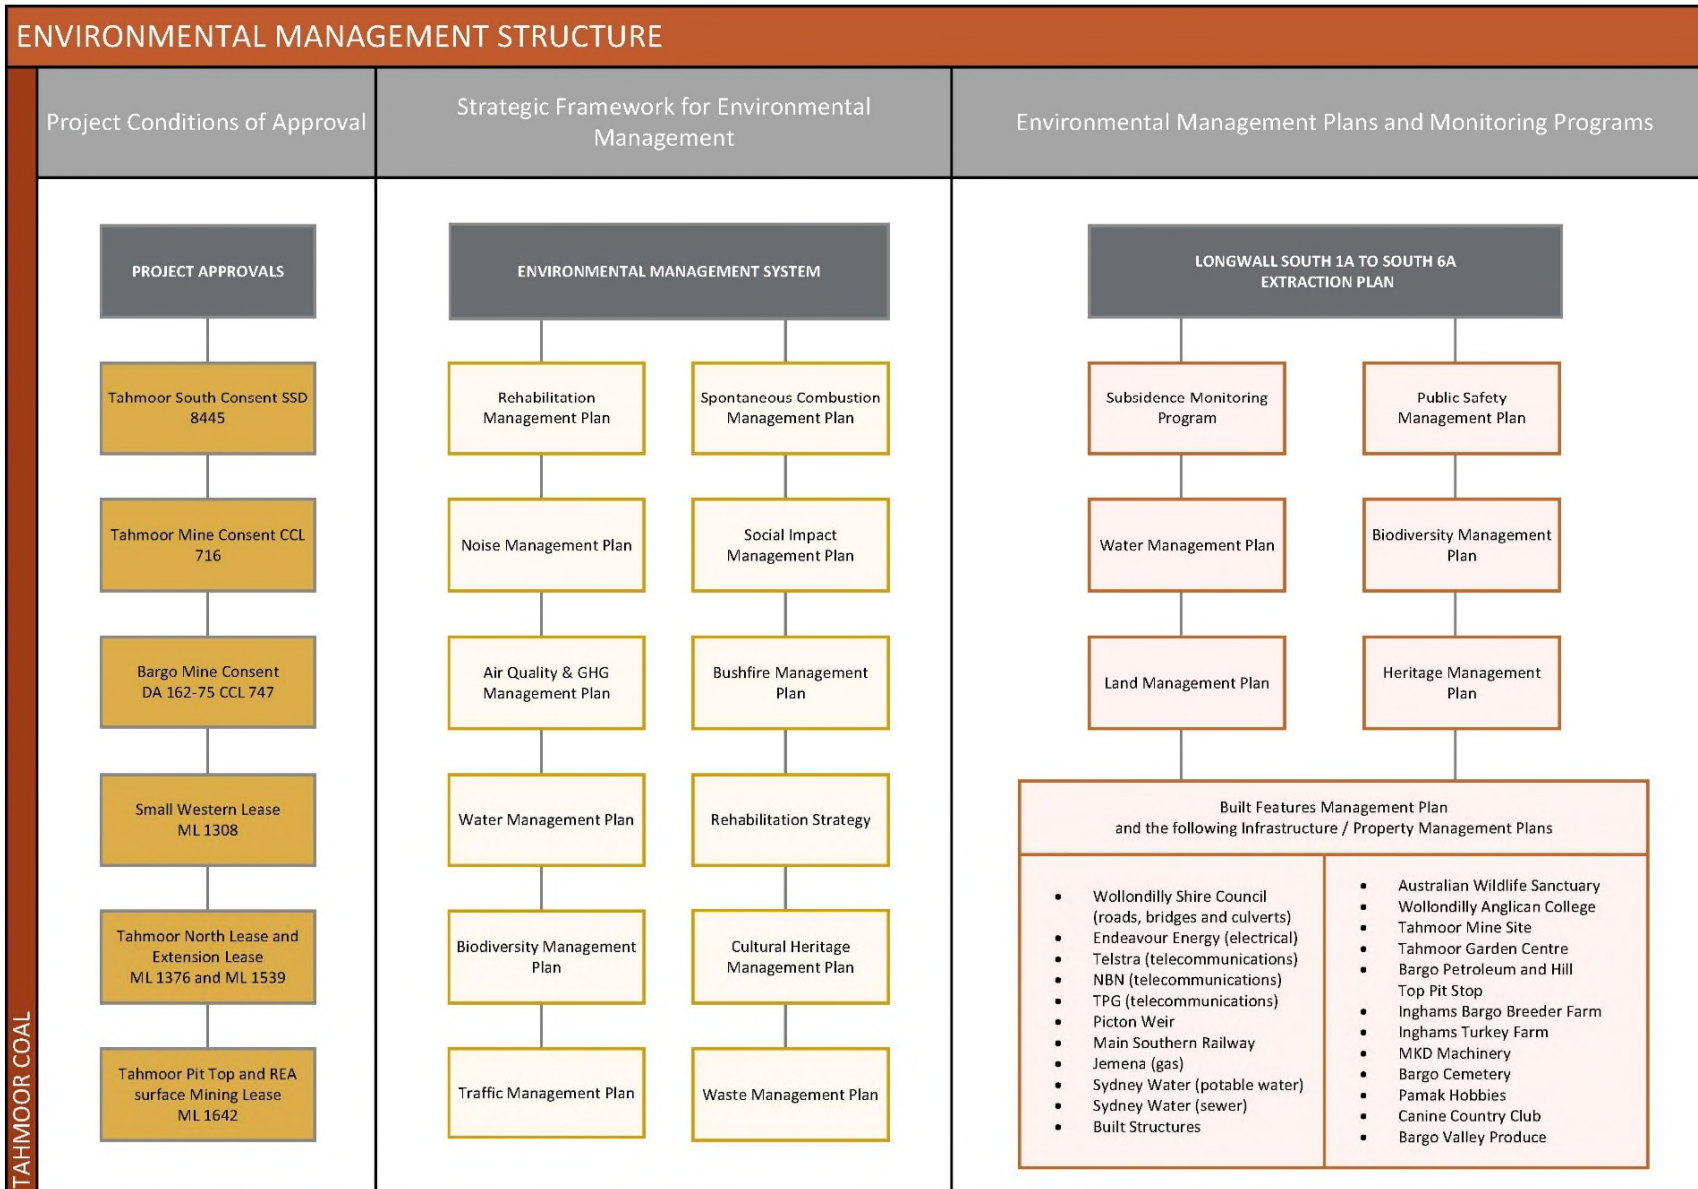 ENVIRONMENTAL MANAGEMENT STRUCTURE
TAHMOOR COAL
Project Conditions of Approval
PROJECT APPROVALS
Tahmoor South Consent SSD
8445
Tahmoor Mine Consent CCL
716
Bargo Mine Consent
DA 162-75 CCL 747
Small Western Lease
ML 1308
Tahmoor North Lease and
Extension Lease
ML 1376 and ML 1539
Tahmoor Pit Top and REA
surface Mining Lease
ML 1642
Strategic Framework for Environmental
Management
ENVIRONMENTAL MANAGEMENT SYSTEM
Rehabilitation
Management Plan
Noise Management Plan
Air Quality & GHG
Management Plan
Water Management Plan
Biodiversity Management
Plan
Traffic Management Plan
Spontaneous Combustion
Management Plan
Social Impact
Management Plan
Bushfire Management
Plan
Rehabilitation Strategy
Cultural Heritage
Management Plan
Waste Management Plan
Environmental Management Plans and Monitoring Programs
LONGWALL SOUTH 1A TO SOUTH 6A
EXTRACTION PLAN
Subsidence Monitoring
Program
Water Management Plan
Land Management Plan
Public Safety
Management Plan
Biodiversity Management
Plan
Heritage Management
Plan
Built Features Management Plan
and the following Infrastructure / Property Management Plans
• Wollondilly Shire Council
(roads, bridges and culverts)
• Endeavour Energy (electrical)
• Telstra (telecommunications)
• NBN (telecommunications)
• TPG (telecommunications)
• Picton Weir
• Main Southern Railway
• Jemena (gas)
• Sydney Water (potable water)
• Sydney Water (sewer)
• Built Structures
• Australian Wildlife Sanctuary
• Wollondilly Anglican College
• Tahmoor Mine Site
• Tahmoor Garden Centre
• Bargo Petroleum and Hill
Top Pit Stop
• Inghams Bargo Breeder Farm
• Inghams Turkey Farm
• MKD Machinery
• Bargo Cemetery
• Pamak Hobbies
• Canine Country Club
• Bargo Valley Produce